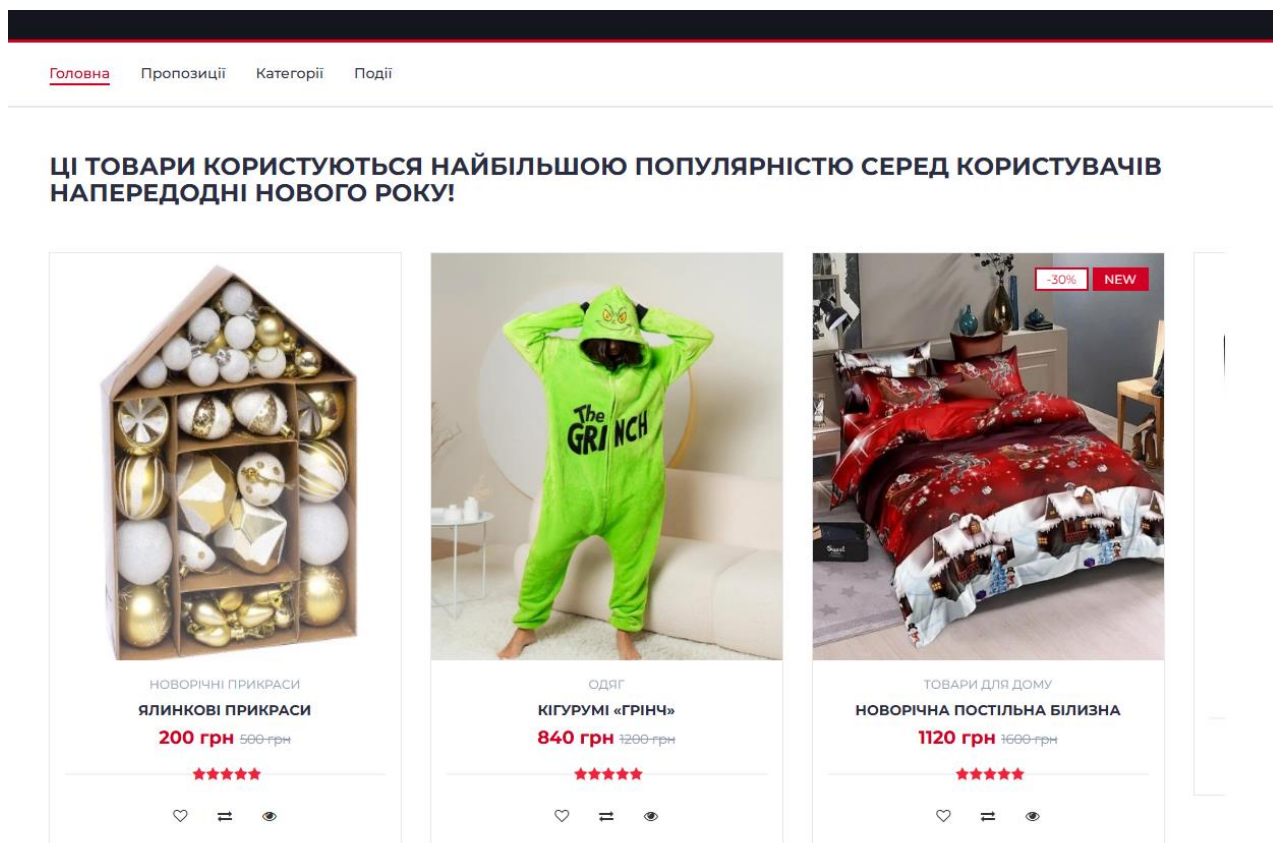 Головна Пропозиції Категорії Події
ЦІ ТОВАРИ КОРИСТУЮТЬСЯ НАЙБІЛЬШОЮ ПОПУЛЯРНІСТЮ СЕРЕД КОРИСТУВАЧІВ
НАПЕРЕДОДНІ НОВОГО РОКУ!
The
GRINCH
-30% NEW
НОВОРІЧНІ ПРИКРАСИ
ЯЛИНКОВІ ПРИКРАСИ
200 грн 500 грн
ОДЯГ
КІГУРУМІ «ГРІНЧ»
840 грн 1200 грн
ТОВАРИ ДЛЯ ДОМУ
НОВОРІЧНА ПОСТІЛЬНА БІЛИЗНА
1120 грн 1600 грн